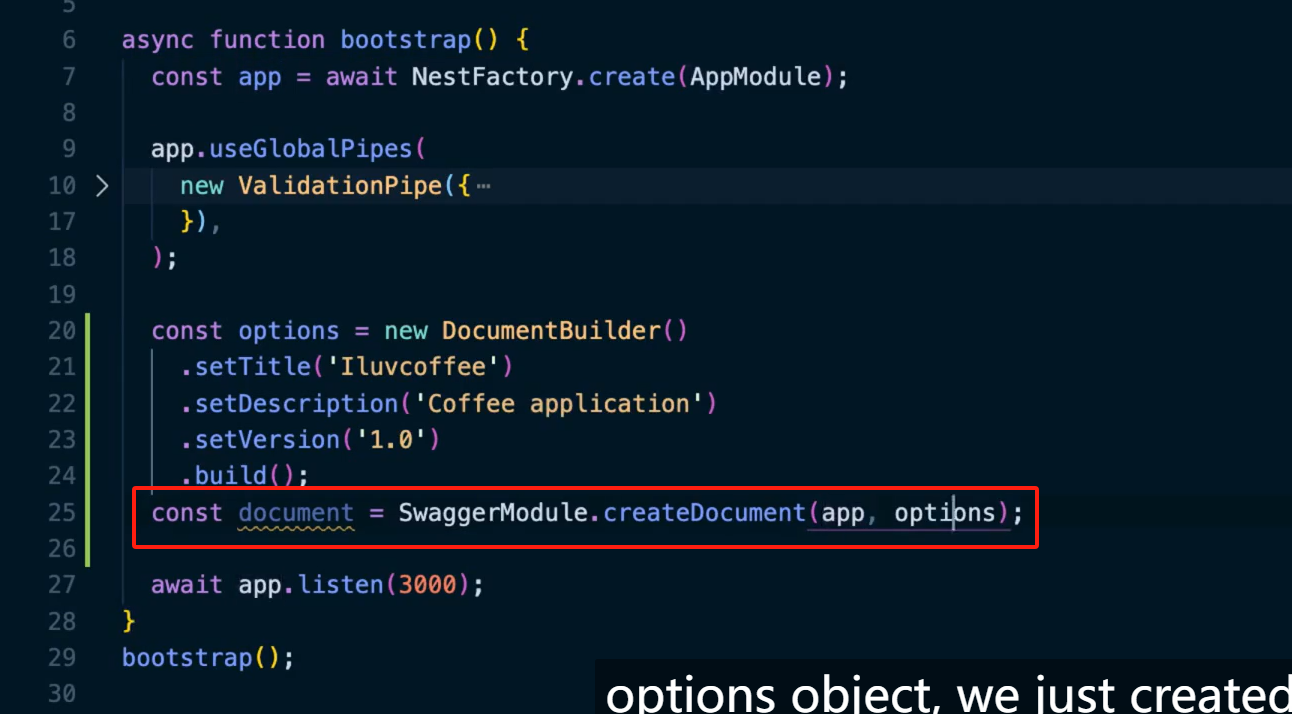 5
6 async function bootstrap() {
7 const app = await NestFactory.create(AppModule);
8
9 app.useGlobalPipes(
10 new ValidationPipe({ ⋯
17 }),
18 );
19
20 const options = new DocumentBuilder()
21 .setTitle('Iluvcoffee')
22 .setDescription('Coffee application')
23 .setVersion('1.0')
24 .build();
25 const document = SwaggerModule.createDocument(app, options);
26
27 await app.listen(3000);
28 }
29 bootstrap();
30
options object, we just created